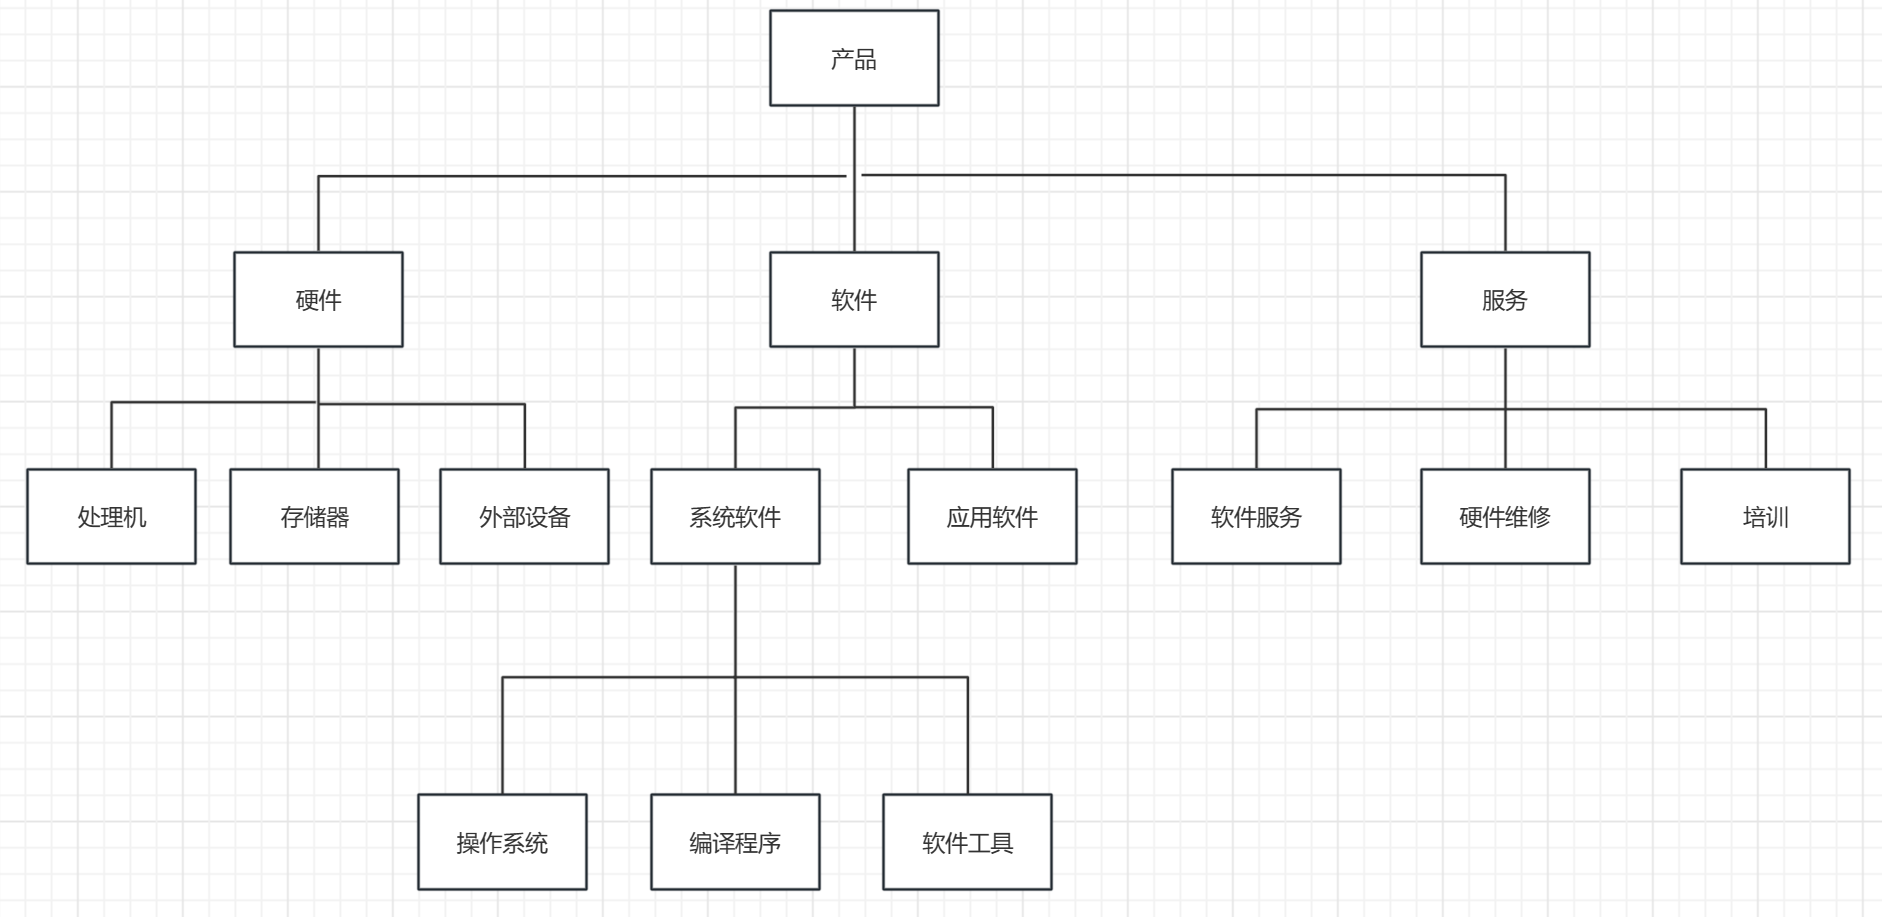 产品
硬件
软件
服务
处理机
存储器
外部设备
系统软件
应用软件
软件服务
硬件维修
培训
操作系统
编译程序
软件工具